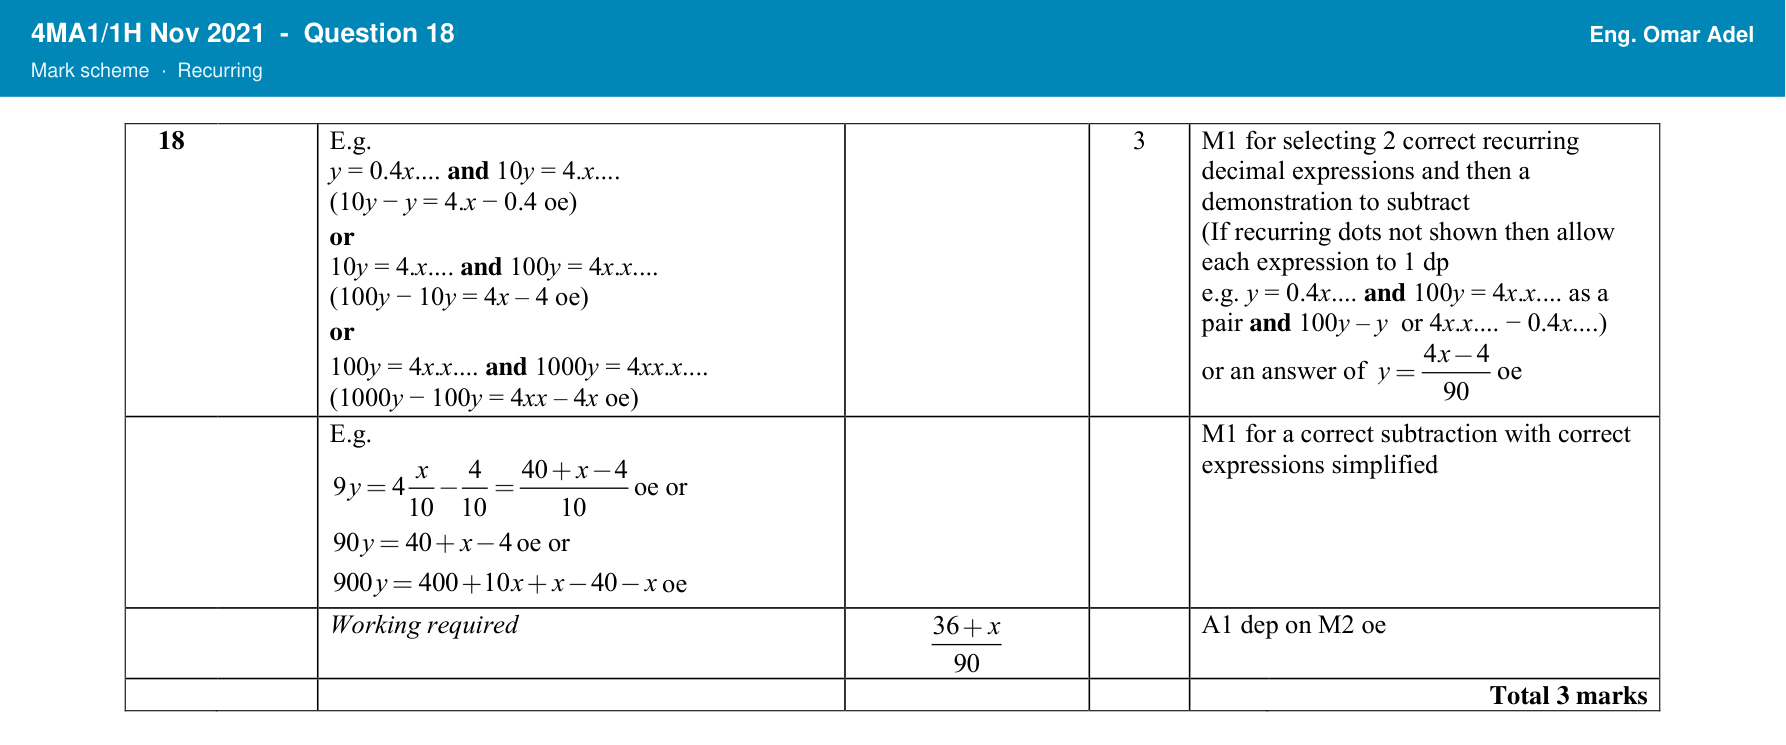 4MA1/1H Nov 2021 - Question 18
Eng. Omar Adel
Mark scheme · Recurring
18
E.g.
y = 0.4x.... and 10y = 4.x....
(10y − y = 4.x − 0.4 oe)
or
10y = 4.x.... and 100y = 4x.x....
(100y − 10y = 4x – 4 oe)
or
100y = 4x.x.... and 1000y = 4xx.x....
(1000y − 100y = 4xx – 4x oe)
3
M1 for selecting 2 correct recurring
decimal expressions and then a
demonstration to subtract
(If recurring dots not shown then allow
each expression to 1 dp
e.g. y = 0.4x.... and 100y = 4x.x.... as a
pair and 100y – y or 4x.x.... − 0.4x....)
or an answer of y = (4x – 4)/90 oe
E.g.
9y = 4 x/10 − 4/10 = (40 + x − 4)/10 oe or
90y = 40 + x − 4 oe or
900y = 400 + 10x + x − 40 − x oe
M1 for a correct subtraction with correct
expressions simplified
Working required
(36 + x)/90
A1 dep on M2 oe
Total 3 marks